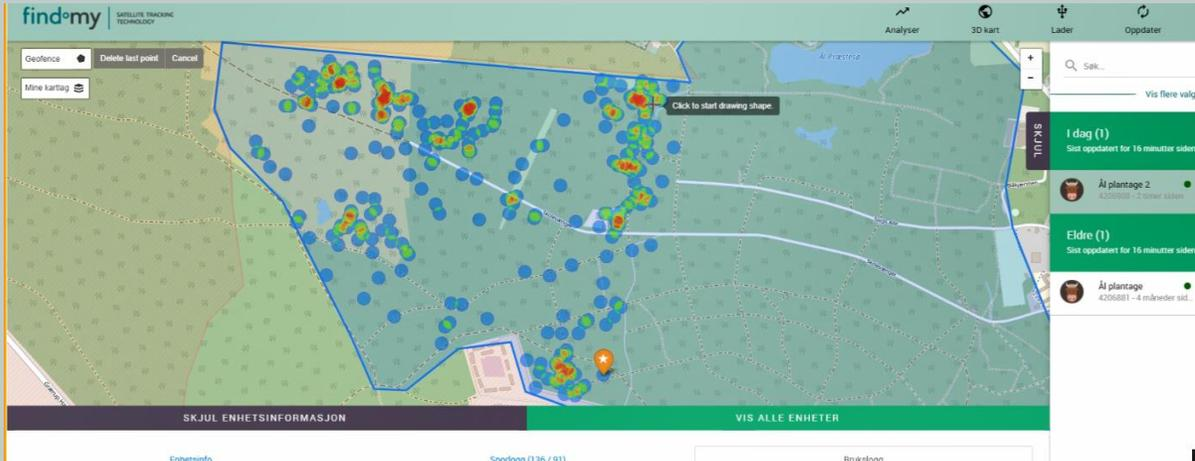 find my
SATELLITE TRACKING
TECHNOLOGY
Analyser
3D kart
Lader
Oppdater
Geofence
Delete last point
Cancel
Mine kartlag
Ål Præstesø
+
-
Click to start drawing shape.
SKJUL
Søk...
Vis flere valg
I dag (1)
Sist oppdatert for 16 minutter siden
Ål plantage 2
4206908 - 2 timer siden
Eldre (1)
Sist oppdatert for 16 minutter siden
Ål plantage
4206881 - 4 måneder sid...
SKJUL ENHETSINFORMASJON
VIS ALLE ENHETER
Enhetsinfo
Sporlogg (136 / 91)
Brukslogg